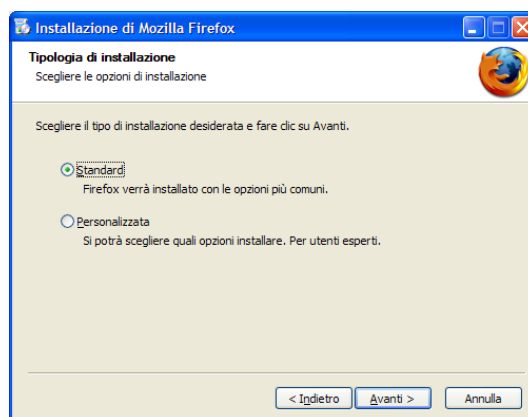 Installazione di Mozilla Firefox
Tipologia di installazione
Scegliere le opzioni di installazione
Scegliere il tipo di installazione desiderata e fare clic su Avanti.
Standard
Firefox verrà installato con le opzioni più comuni.
Personalizzata
Si potrà scegliere quali opzioni installare. Per utenti esperti.
< Indietro Avanti > Annulla